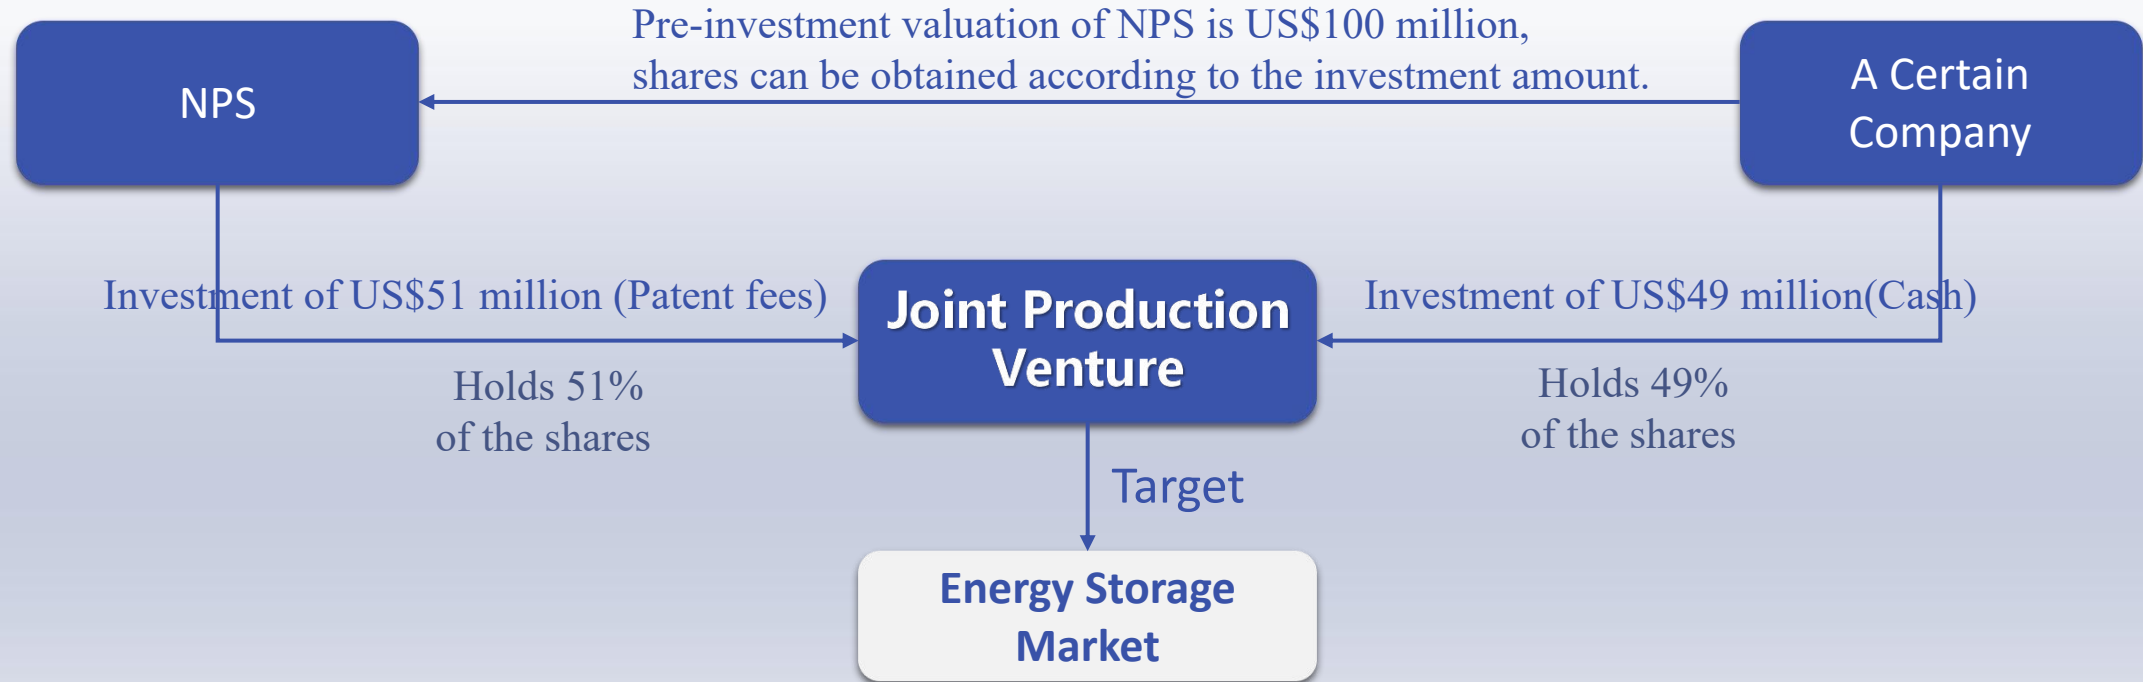 Pre-investment valuation of NPS is US$100 million,
shares can be obtained according to the investment amount.
NPS
A Certain
Company
Investment of US$51 million (Patent fees)
Holds 51%
of the shares
Joint Production
Venture
Investment of US$49 million(Cash)
Holds 49%
of the shares
Target
Energy Storage
Market